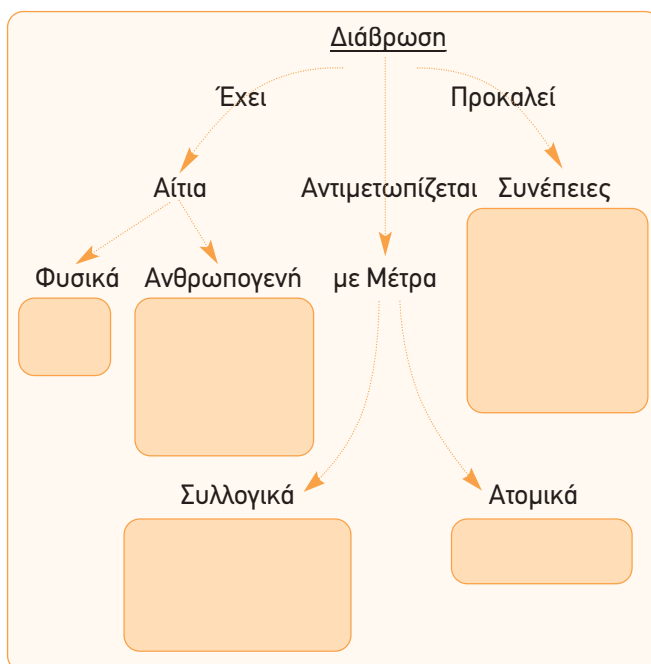 Διάβρωση
Έχει
Προκαλεί
Αίτια
Αντιμετωπίζεται
Συνέπειες
Φυσικά
Ανθρωπογενή
με Μέτρα
Συλλογικά
Ατομικά